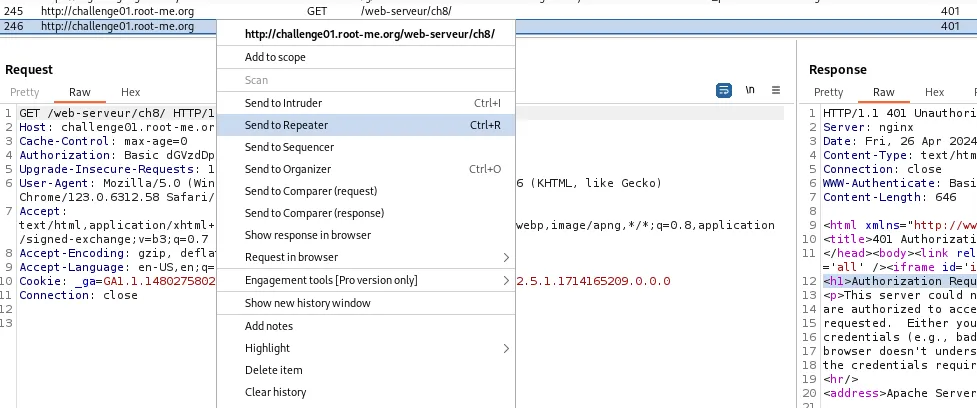 245 http://challenge01.root-me.org GET /web-serveur/ch8/ 401
246 http://challenge01.root-me.org 401
http://challenge01.root-me.org/web-serveur/ch8/
Add to scope
Scan
Send to Intruder Ctrl+I
Send to Repeater Ctrl+R
Send to Sequencer
Send to Organizer Ctrl+O
Send to Comparer (request)
Send to Comparer (response)
Show response in browser
Request in browser
Engagement tools [Pro version only]
Show new history window
Add notes
Highlight
Delete item
Clear history
Request
Pretty Raw Hex
\n
1 GET /web-serveur/ch8/ HTTP/1
2 Host: challenge01.root-me.or
3 Cache-Control: max-age=0
4 Authorization: Basic dGVzdDp
5 Upgrade-Insecure-Requests: 1
6 User-Agent: Mozilla/5.0 (Win 6 (KHTML, like Gecko)
Chrome/123.0.6312.58 Safari/
7 Accept:
text/html,application/xhtml+ webp,image/apng,*/*;q=0.8,application
/signed-exchange;v=b3;q=0.7
8 Accept-Encoding: gzip, defla
9 Accept-Language: en-US,en;q=
10 Cookie: _ga=GA1.1.1480275802 2.5.1.1714165209.0.0.0
11 Connection: close
12
13
Response
Pretty Raw Hex
1 HTTP/1.1 401 Unauthori
2 Server: nginx
3 Date: Fri, 26 Apr 2024
4 Content-Type: text/htm
5 Connection: close
6 WWW-Authenticate: Basi
7 Content-Length: 646
8
9 <html xmlns="http://ww
10 <title>401 Authorizati
11 </head><body><link rel
='all' /><iframe id='i
12 <h1>Authorization Requ
13 <p>This server could n
14 are authorized to acce
15 requested. Either you
16 credentials (e.g., bad
17 browser doesn't unders
18 the credentials requir
19 <hr/>
20 <address>Apache Server
21